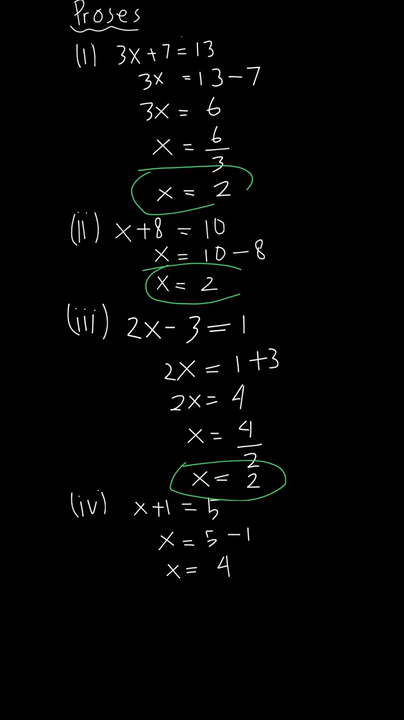 Proses
(i) 3x+7=13
3x = 13-7
3x = 6
x = 6/3
x = 2
(ii) x+8 = 10
x = 10-8
x = 2
(iii) 2x-3=1
2x = 1+3
2x = 4
x = 4/2
x = 2
(iv) x+1 = 5
x = 5-1
x = 4